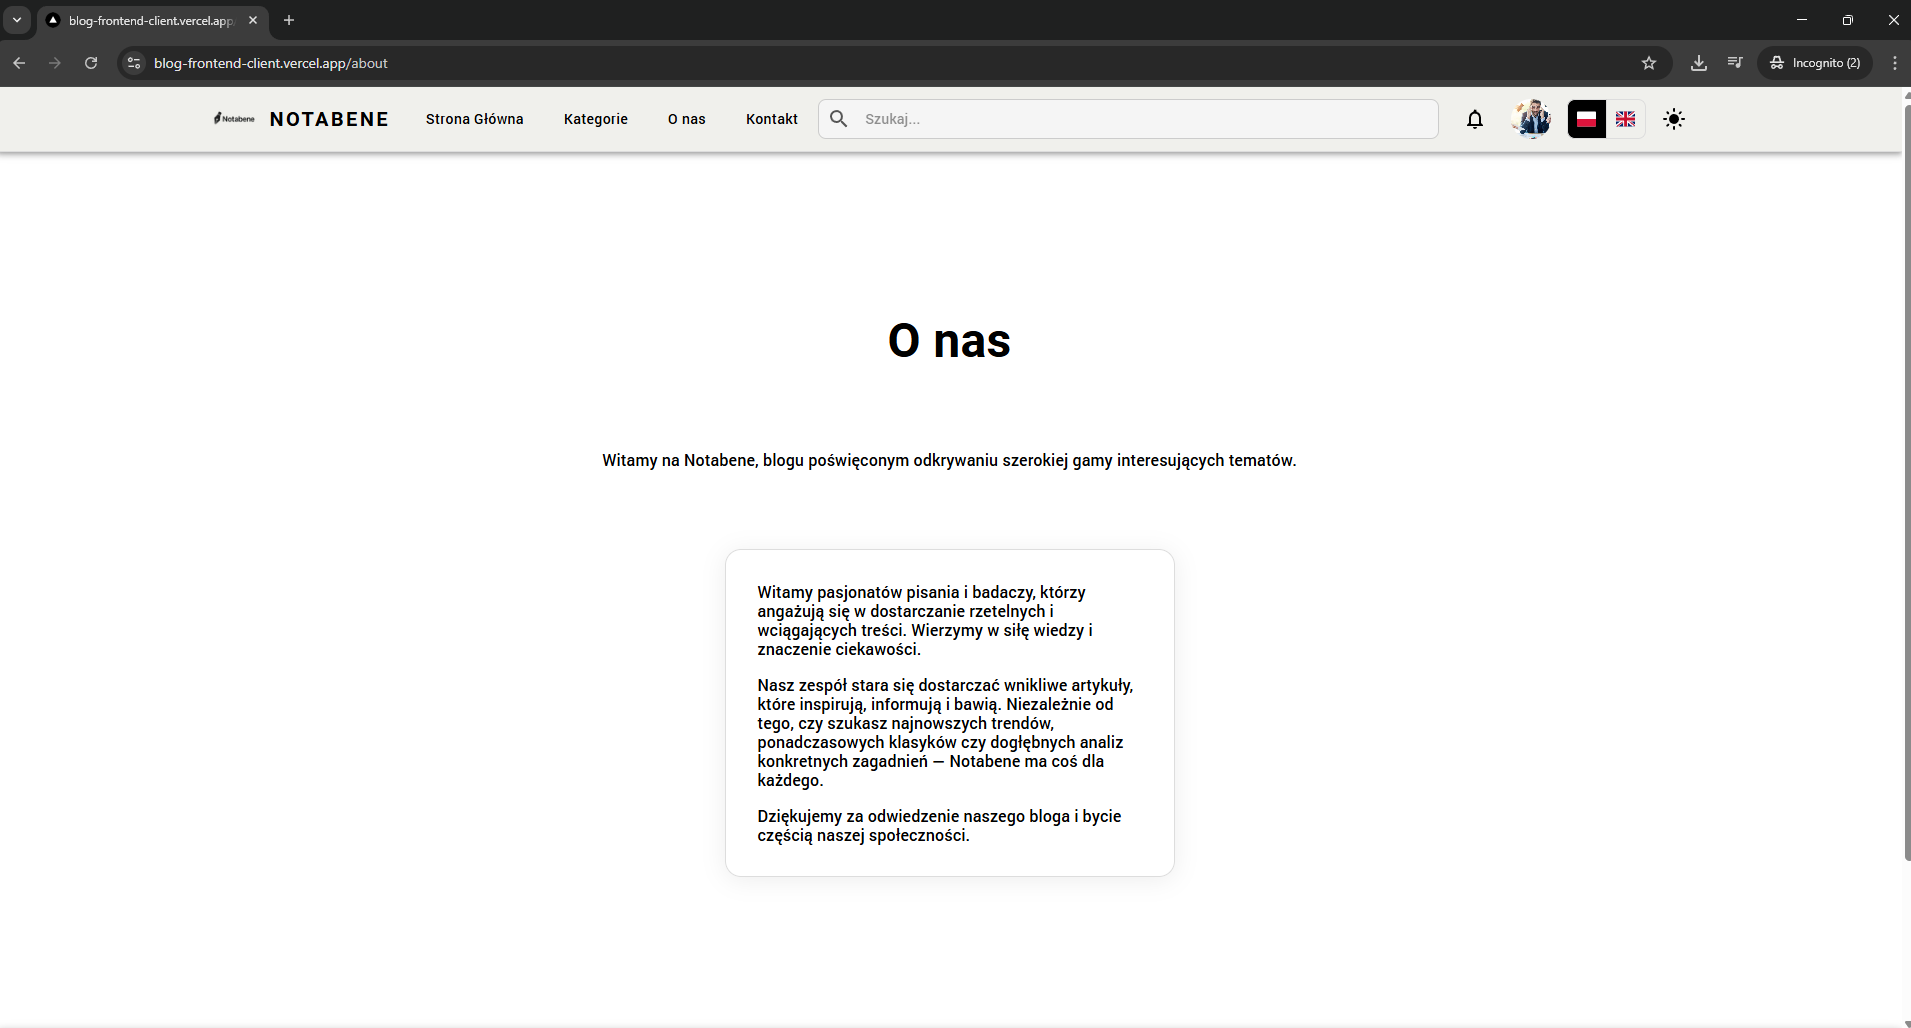 blog-frontend-client.vercel.app/
blog-frontend-client.vercel.app/about
Incognito (2)
Notabene
NOTABENE
Strona Główna
Kategorie
O nas
Kontakt
Szukaj...
O nas
Witamy na Notabene, blogu poświęconym odkrywaniu szerokiej gamy interesujących tematów.
Witamy pasjonatów pisania i badaczy, którzy
angażują się w dostarczanie rzetelnych i
wciągających treści. Wierzymy w siłę wiedzy i
znaczenie ciekawości.
Nasz zespół stara się dostarczać wnikliwe artykuły,
które inspirują, informują i bawią. Niezależnie od
tego, czy szukasz najnowszych trendów,
ponadczasowych klasyków czy dogłębnych analiz
konkretnych zagadnień — Notabene ma coś dla
każdego.
Dziękujemy za odwiedzenie naszego bloga i bycie
częścią naszej społeczności.